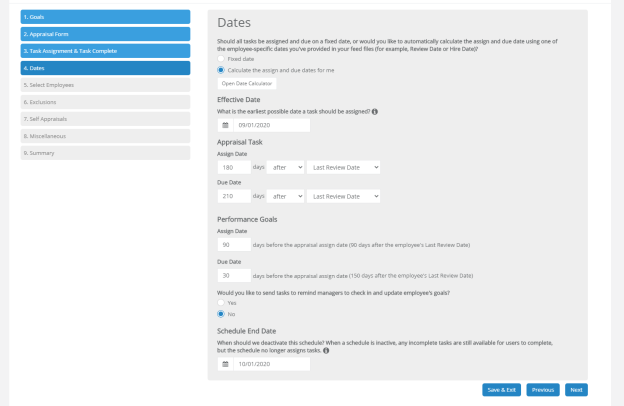 1. Goals
2. Appraisal Form
3. Task Assignment & Task Complete
4. Dates
5. Select Employees
6. Exclusions
7. Self Appraisals
8. Miscellaneous
9. Summary
Dates
Should all tasks be assigned and due on a fixed date, or would you like to automatically calculate the assign and due date using one of
the employee-specific dates you've provided in your feed files (for example, Review Date or Hire Date)?
Fixed date
Calculate the assign and due dates for me
Open Date Calculator
Effective Date
What is the earliest possible date a task should be assigned?
09/01/2020
Appraisal Task
Assign Date
180 days after Last Review Date
Due Date
210 days after Last Review Date
Performance Goals
Assign Date
90 days before the appraisal assign date (90 days after the employee's Last Review Date)
Due Date
30 days before the appraisal assign date (150 days after the employee's Last Review Date)
Would you like to send tasks to remind managers to check in and update employee's goals?
Yes
No
Schedule End Date
When should we deactivate this schedule? When a schedule is inactive, any incomplete tasks are still available for users to complete,
but the schedule no longer assigns tasks.
10/01/2020
Save & Exit Previous Next